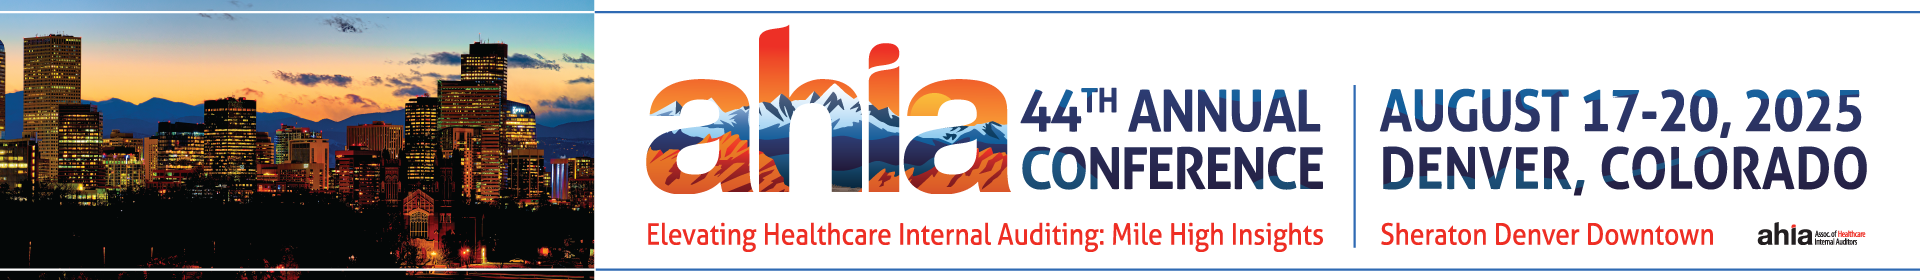 ahia
44TH ANNUAL
CONFERENCE
Elevating Healthcare Internal Auditing: Mile High Insights
AUGUST 17-20, 2025
DENVER, COLORADO
Sheraton Denver Downtown
ahia Assoc. of Healthcare
Internal Auditors